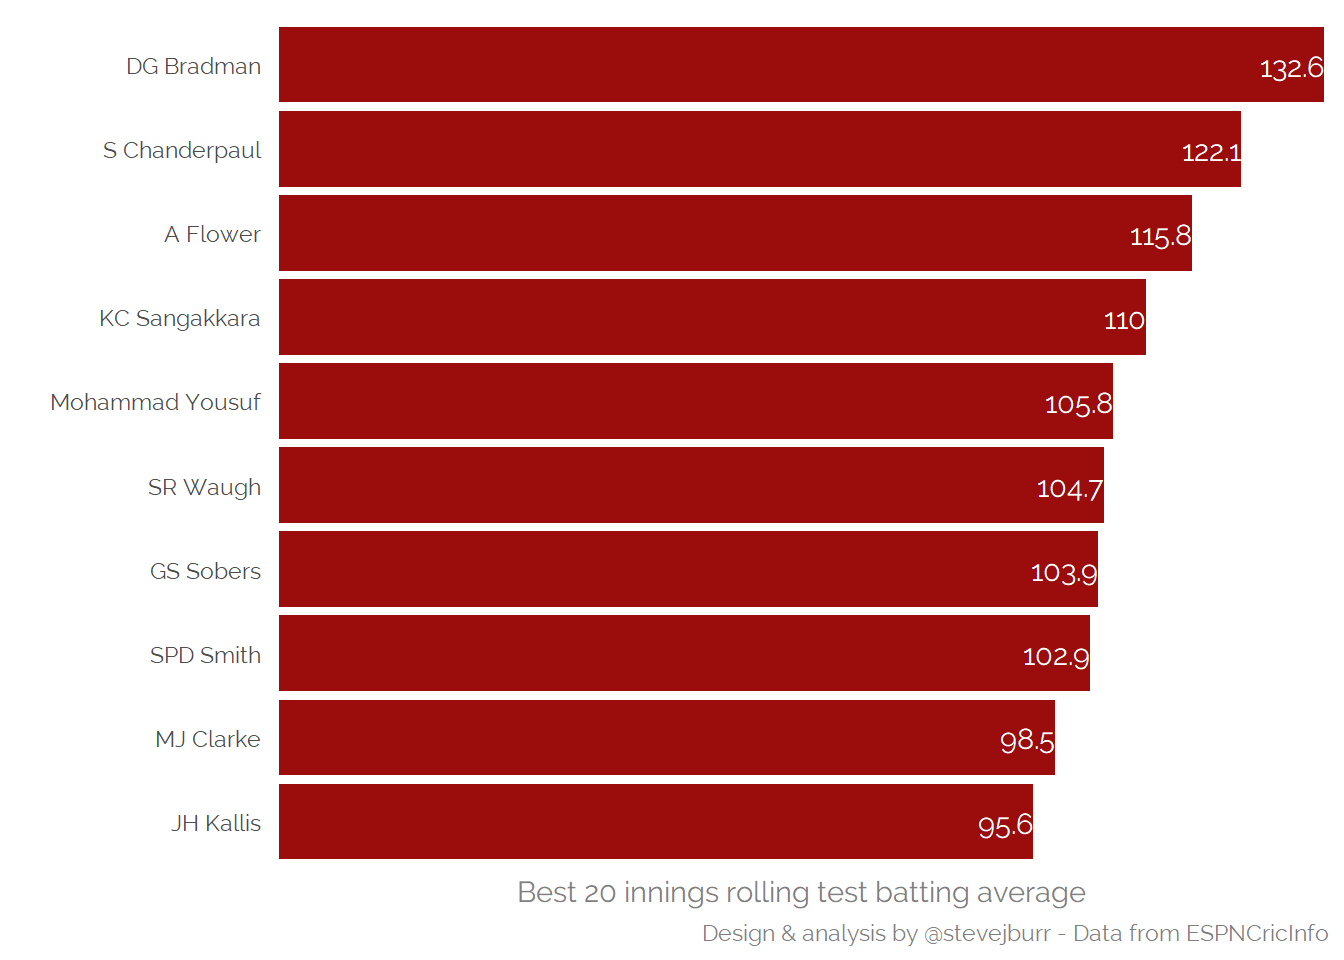 DG Bradman 132.6
S Chanderpaul 122.1
A Flower 115.8
KC Sangakkara 110
Mohammad Yousuf 105.8
SR Waugh 104.7
GS Sobers 103.9
SPD Smith 102.9
MJ Clarke 98.5
JH Kallis 95.6
Best 20 innings rolling test batting average
Design & analysis by @stevejburr - Data from ESPNCricInfo